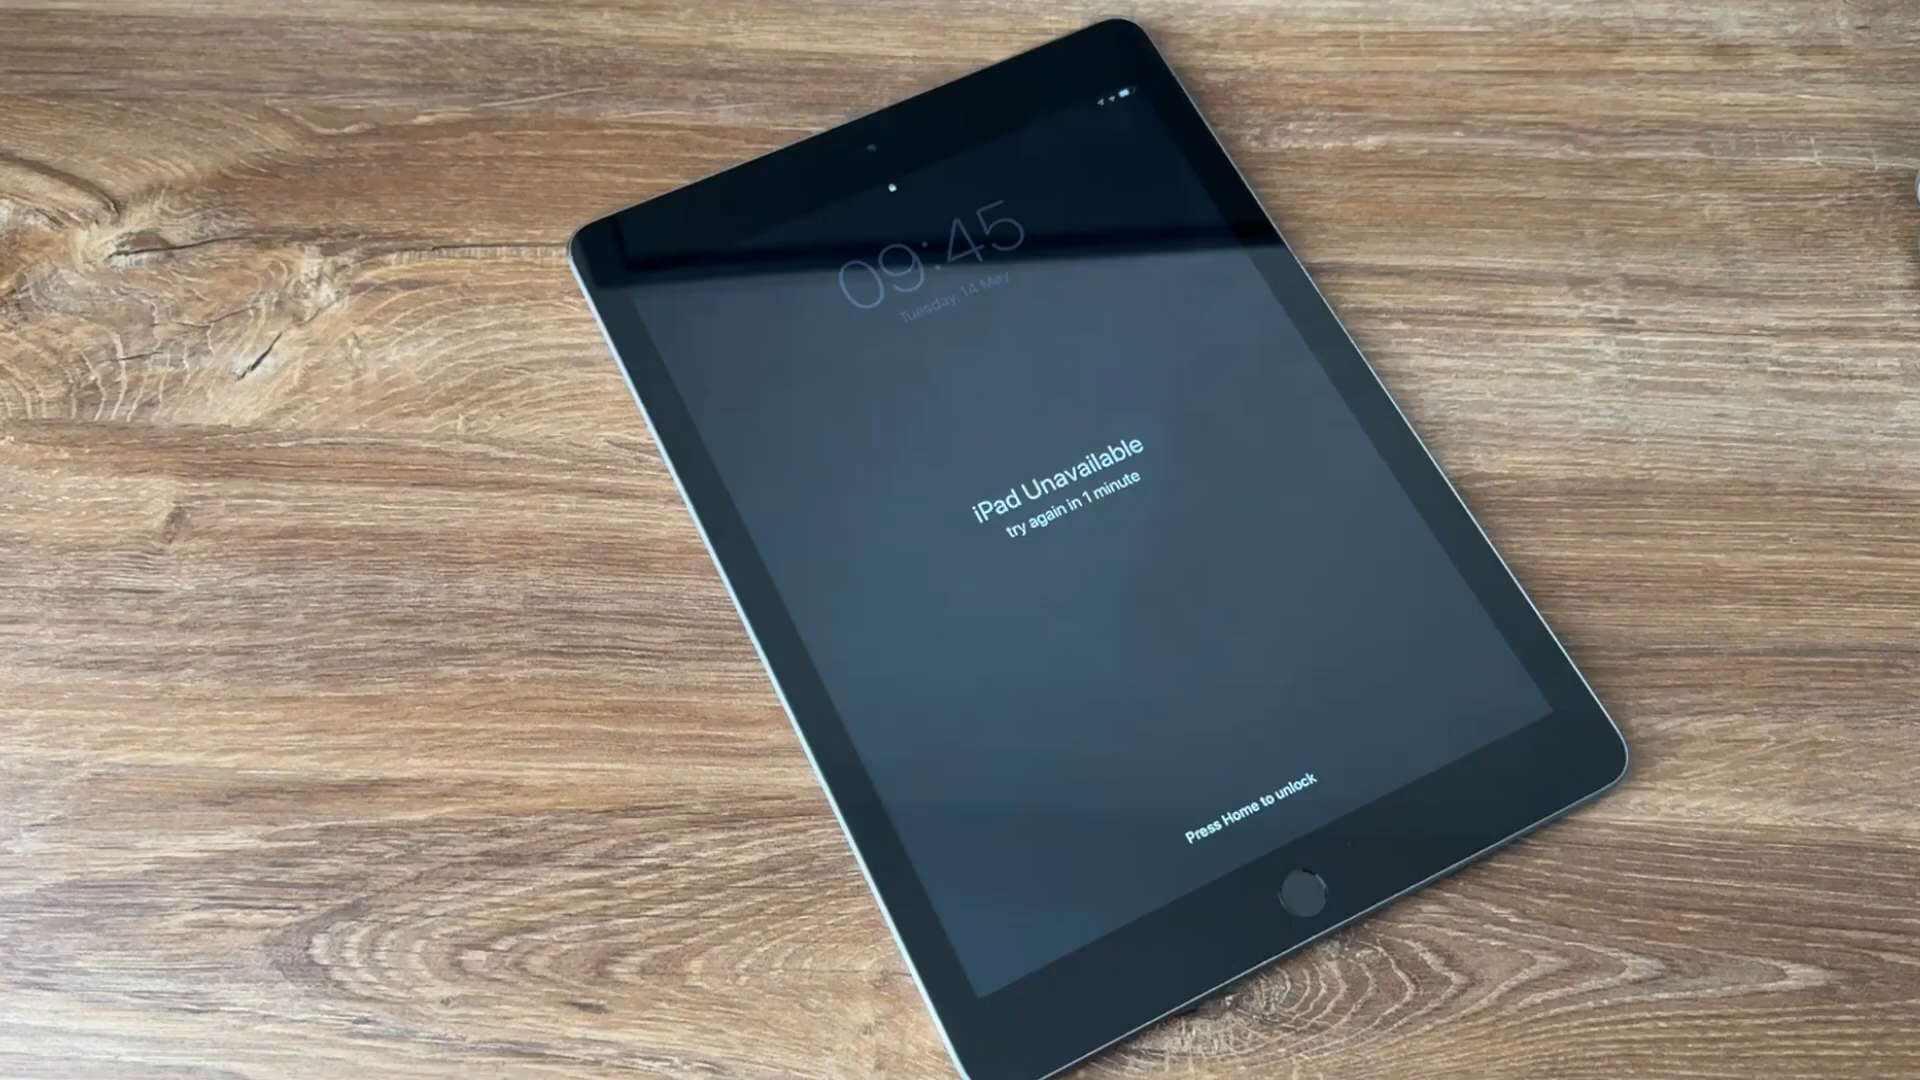 09:45
Tuesday, 14 May
iPad Unavailable
try again in 1 minute
Press Home to unlock